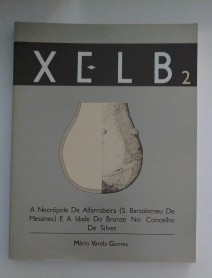 XELB 2
A Necrópole De Alfarrobeira (S. Bartolomeu De
Messines) E A Idade Do Bronze No Concelho
De Silves
Mário Varela Gomes